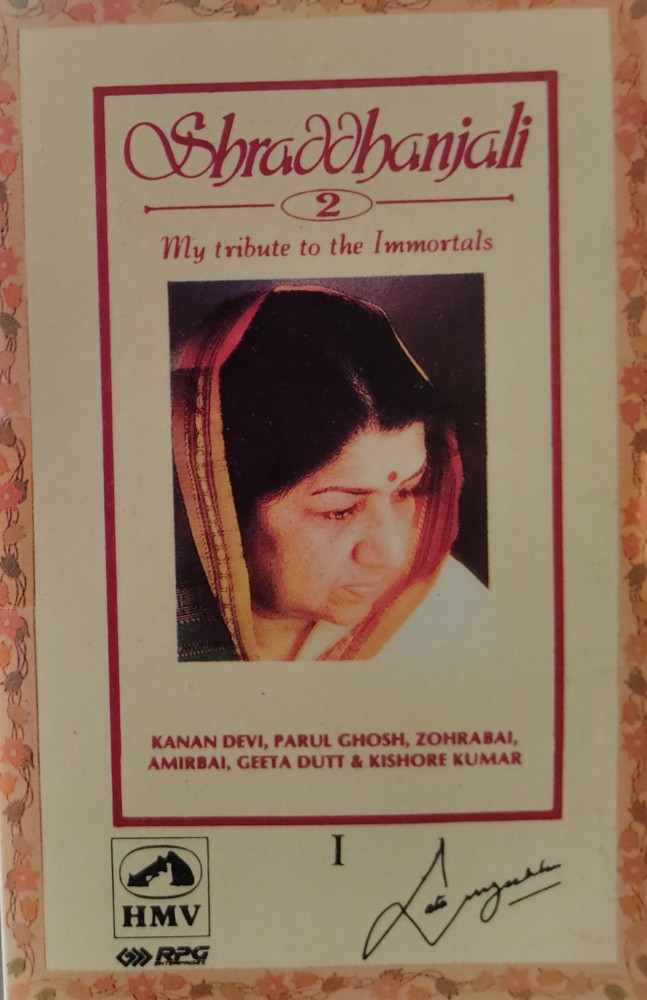 Shraddhanjali
2
My tribute to the Immortals
KANAN DEVI, PARUL GHOSH, ZOHRABAI,
AMIRBAI, GEETA DUTT & KISHORE KUMAR
I
HMV
RPG
ENTERPRISES